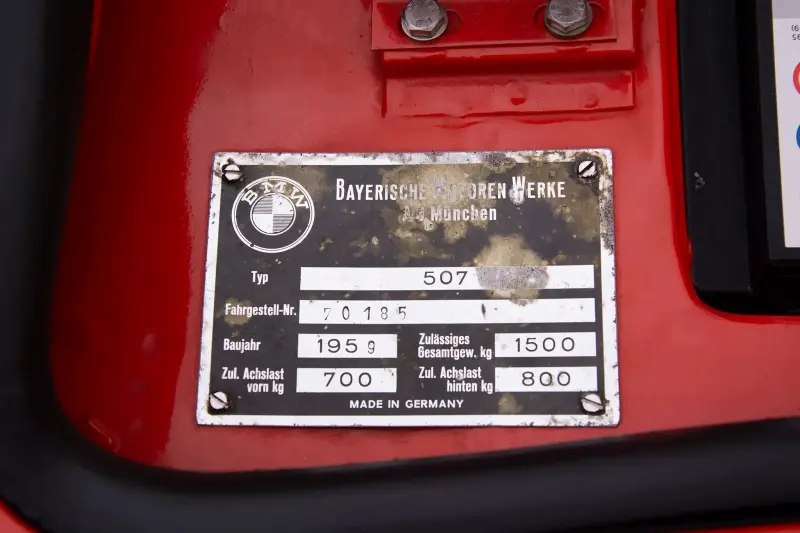 BMW
BAYERISCHE MOTOREN WERKE
AG München
Typ 507
Fahrgestell-Nr. 70185
Baujahr 1959
Zulässiges Gesamtgew. kg 1500
Zul. Achslast vorn kg 700
Zul. Achslast hinten kg 800
MADE IN GERMANY